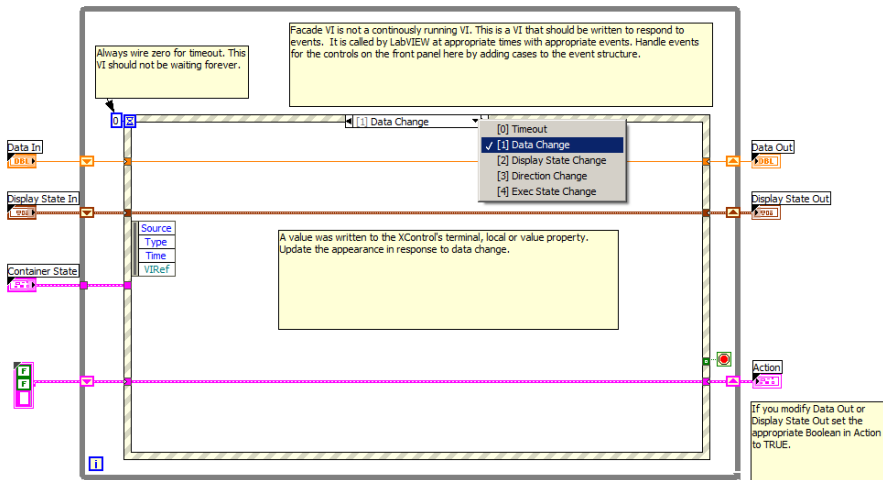 Facade VI is not a continously running VI. This is a VI that should be written to respond to
events. It is called by LabVIEW at appropriate times with appropriate events. Handle events
for the controls on the front panel here by adding cases to the event structure.
Always wire zero for timeout. This
VI should not be waiting forever.
0
[1] Data Change
[0] Timeout
✓ [1] Data Change
[2] Display State Change
[3] Direction Change
[4] Exec State Change
Data In
DBL
Data Out
DBL
Display State In
Display State Out
Source
Type
Time
VIRef
A value was written to the XControl's terminal, local or value property.
Update the appearance in response to data change.
Container State
F
F
Action
If you modify Data Out or
Display State Out set the
appropriate Boolean in Action
to TRUE.
i